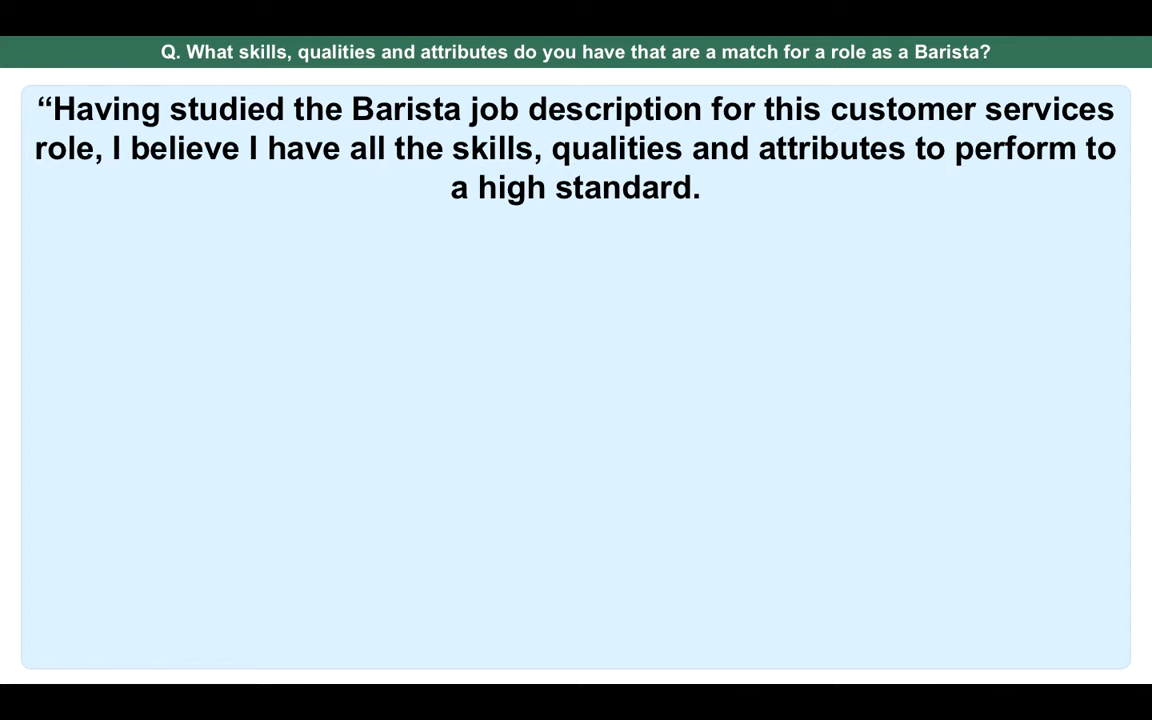 Q. What skills, qualities and attributes do you have that are a match for a role as a Barista?
“Having studied the Barista job description for this customer services
role, I believe I have all the skills, qualities and attributes to perform to
a high standard.